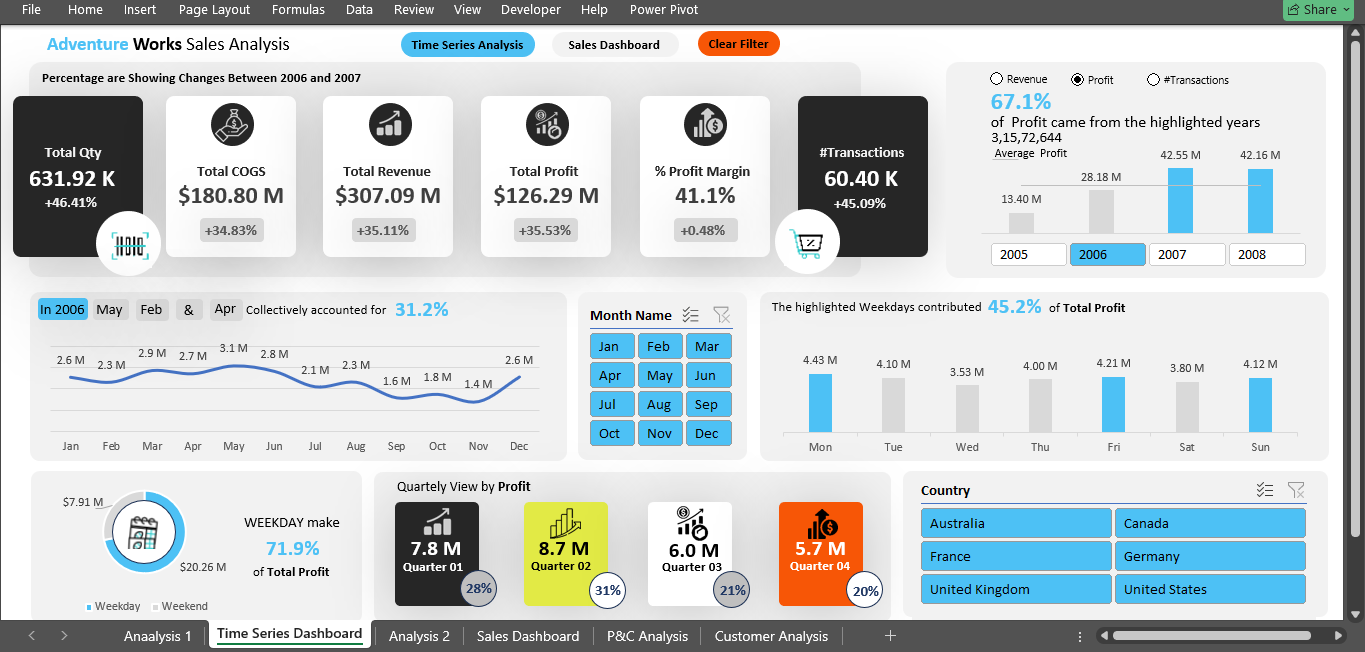 File Home Insert Page Layout Formulas Data Review View Developer Help Power Pivot Share
Adventure Works Sales Analysis
Time Series Analysis
Sales Dashboard
Clear Filter
Percentage are Showing Changes Between 2006 and 2007
Total Qty
631.92 K
+46.41%
Total COGS
$180.80 M
+34.83%
Total Revenue
$307.09 M
+35.11%
Total Profit
$126.29 M
+35.53%
% Profit Margin
41.1%
+0.48%
#Transactions
60.40 K
+45.09%
Revenue Profit #Transactions
67.1%
of Profit came from the highlighted years
3,15,72,644
Average Profit
13.40 M 28.18 M 42.55 M 42.16 M
2005 2006 2007 2008
In 2006 May Feb & Apr Collectively accounted for 31.2%
2.6 M 2.3 M 2.9 M 2.7 M 3.1 M 2.8 M 2.1 M 2.3 M 1.6 M 1.8 M 1.4 M 2.6 M
Jan Feb Mar Apr May Jun Jul Aug Sep Oct Nov Dec
Month Name
Jan Feb Mar
Apr May Jun
Jul Aug Sep
Oct Nov Dec
The highlighted Weekdays contributed 45.2% of Total Profit
4.43 M 4.10 M 3.53 M 4.00 M 4.21 M 3.80 M 4.12 M
Mon Tue Wed Thu Fri Sat Sun
$7.91 M
$20.26 M
Weekday Weekend
WEEKDAY make
71.9%
of Total Profit
Quartely View by Profit
7.8 M
Quarter 01
28%
8.7 M
Quarter 02
31%
6.0 M
Quarter 03
21%
5.7 M
Quarter 04
20%
Country
Australia Canada
France Germany
United Kingdom United States
Anaalysis 1 Time Series Dashboard Analysis 2 Sales Dashboard P&C Analysis Customer Analysis